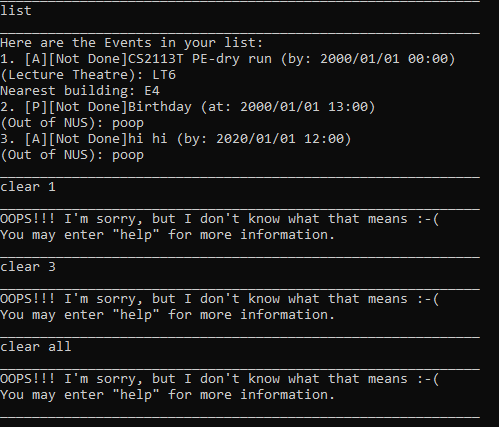 list
Here are the Events in your list:
1. [A][Not Done]CS2113T PE-dry run (by: 2000/01/01 00:00)
(Lecture Theatre): LT6
Nearest building: E4
2. [P][Not Done]Birthday (at: 2000/01/01 13:00)
(Out of NUS): poop
3. [A][Not Done]hi hi (by: 2020/01/01 12:00)
(Out of NUS): poop
clear 1
OOPS!!! I'm sorry, but I don't know what that means :-(
You may enter "help" for more information.
clear 3
OOPS!!! I'm sorry, but I don't know what that means :-(
You may enter "help" for more information.
clear all
OOPS!!! I'm sorry, but I don't know what that means :-(
You may enter "help" for more information.